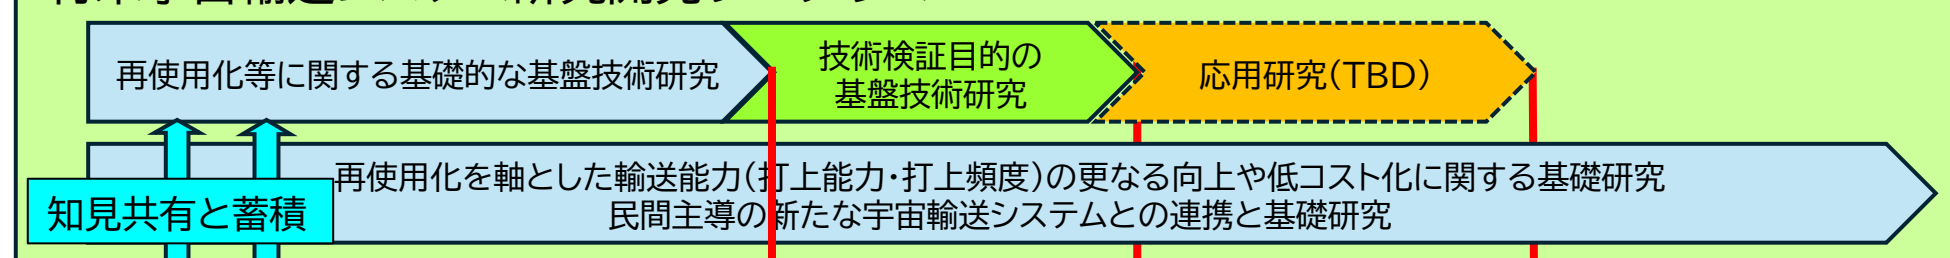 再使用化等に関する基礎的な基盤技術研究
技術検証目的の
基盤技術研究
応用研究(TBD)
再使用化を軸とした輸送能力(打上能力・打上頻度)の更なる向上や低コスト化に関する基礎研究
民間主導の新たな宇宙輸送システムとの連携と基礎研究
知見共有と蓄積